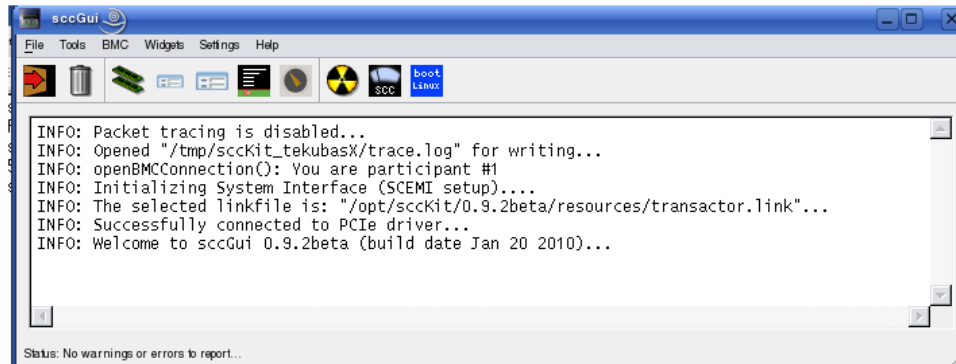 sccGui
File Tools BMC Widgets Settings Help
scc
boot
Linux
INFO: Packet tracing is disabled...
INFO: Opened "/tmp/sccKit_tekubasX/trace.log" for writing...
INFO: openBMCConnection(): You are participant #1
INFO: Initializing System Interface (SCEMI setup)....
INFO: The selected linkfile is: "/opt/sccKit/0.9.2beta/resources/transactor.link"...
INFO: Successfully connected to PCIe driver...
INFO: Welcome to sccGui 0.9.2beta (build date Jan 20 2010)...
Status: No warnings or errors to report...